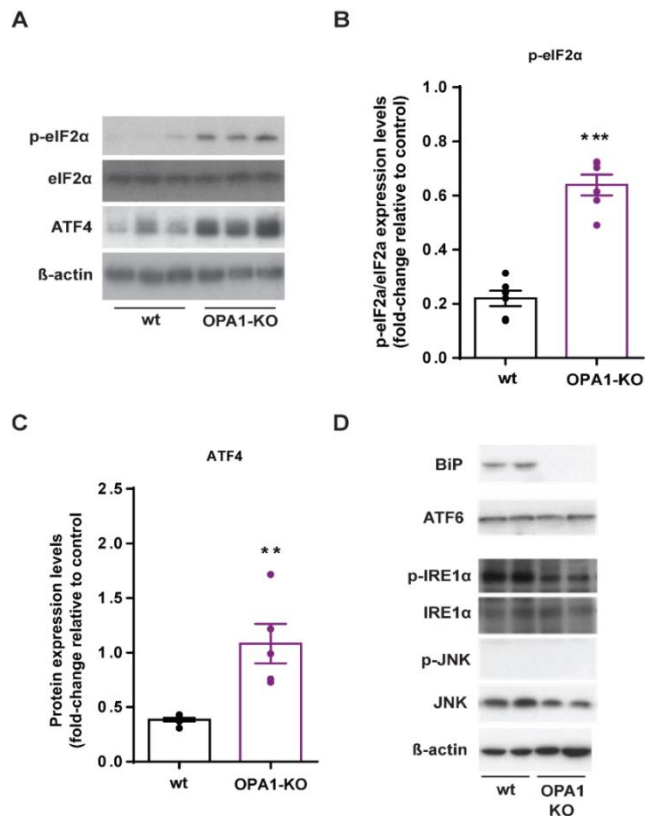 A
p-eIF2α
eIF2α
ATF4
ß-actin
wt OPA1-KO
B
p-eIF2α
p-eIF2a/eIF2a expression levels
(fold-change relative to control)
1.0
0.8
0.6
0.4
0.2
0.0
* ***
wt OPA1-KO
C
ATF4
Protein expression levels
(fold-change relative to control)
2.5
2.0
1.5
1.0
0.5
0.0
* *
wt OPA1-KO
D
BiP
ATF6
p-IRE1α
IRE1α
p-JNK
JNK
ß-actin
wt OPA1
KO